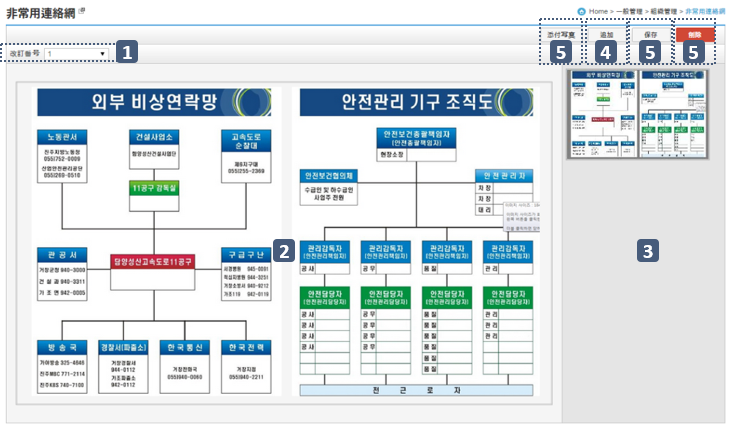 非常用連絡網
Home > 一般管理 > 組織管理 > 非常用連絡網
添付写真
追加
保存
削除
5
4
5
5
改訂番号 1
1
외부 비상연락망
노동관서
진주지방노동청
055)752-0009
산업안전관리공단
055)268-0510
건설사업소
함양성산건설사업단
고속도로
순찰대
제6지구대
055)255-2369
11공구 감독실
관 공 서
거창군청 940-3000
건 설 과 940-3311
가 조 면 942-0005
담양성산고속도로11공구
구급구난
서경병원 945-0091
적십자병원 944-3251
거창소방서 940-9212
가조119 942-0119
방 송 국
거여방송 325-4640
진주MBC 771-2114
진주KBS 740-7100
경찰서(파출소)
거창경찰서
944-0112
가조파출소
942-0112
한국통신
거창전화국
055)940-0060
한국전력
거창지점
055)940-2211
2
안전관리 기구 조직도
안전보건총괄책임자
(안전총괄책임자)
현장소장
안전보건협의체
수급인 및 하수급인
사업주 전원
안전관리자
차 장
차 장
대 리
관리감독자
(안전관리책임자)
공 사
관리감독자
(안전관리책임자)
공 무
관리감독자
(안전관리책임자)
품 질
관리감독자
(안전관리책임자)
관 리
안전담당자
(안전관리담당자)
공 사
공 사
공 사
공 사
안전담당자
(안전관리담당자)
공 무
공 무
공 무
공 무
안전담당자
(안전관리담당자)
품 질
품 질
품 질
품 질
품 질
안전담당자
(안전관리담당자)
관 리
관 리
관 리
전 근 로 자
3